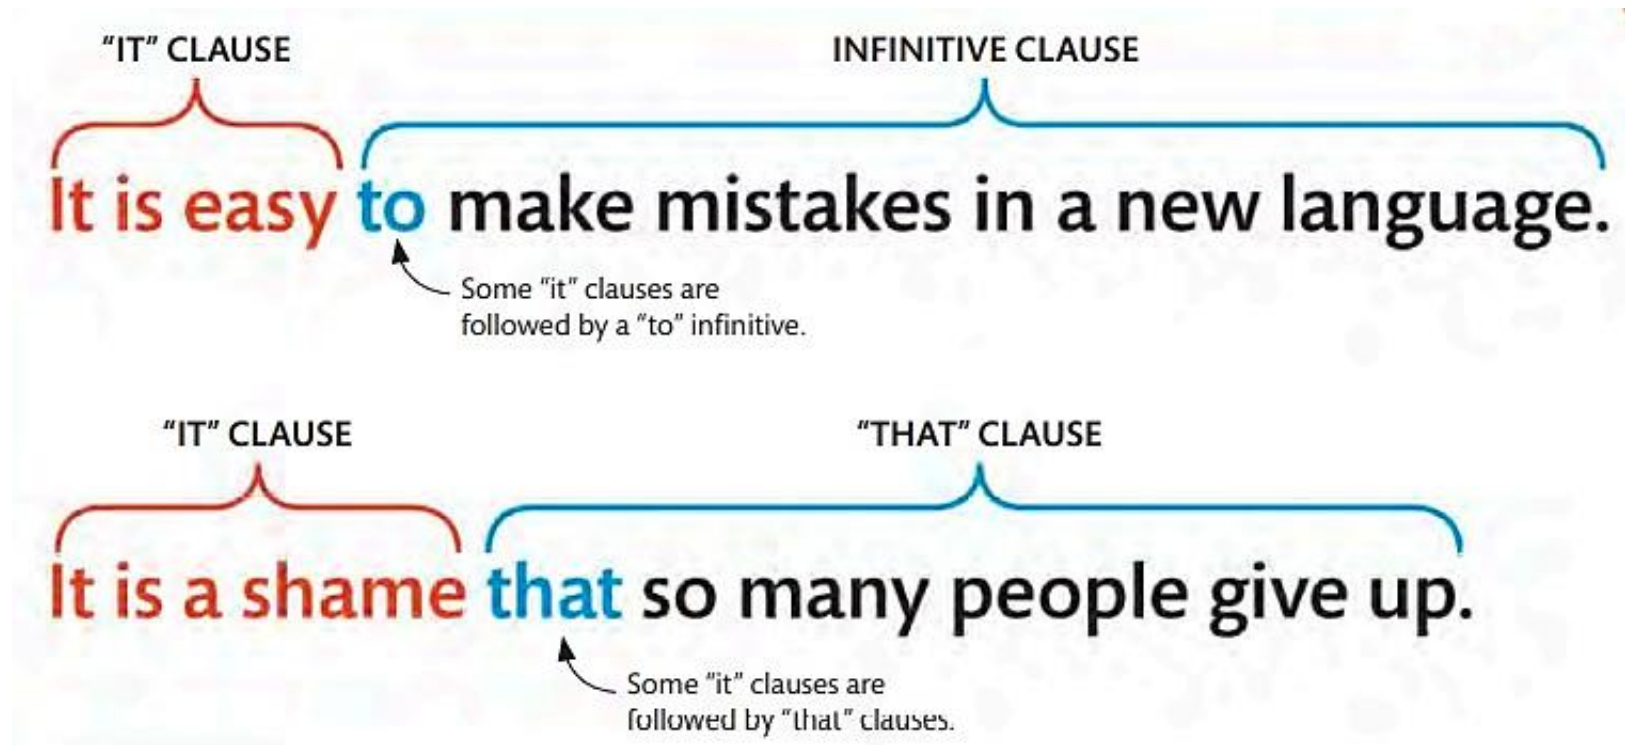 “IT” CLAUSE
INFINITIVE CLAUSE
It is easy to make mistakes in a new language.
Some “it” clauses are
followed by a “to” infinitive.
“IT” CLAUSE
“THAT” CLAUSE
It is a shame that so many people give up.
Some “it” clauses are
followed by “that” clauses.